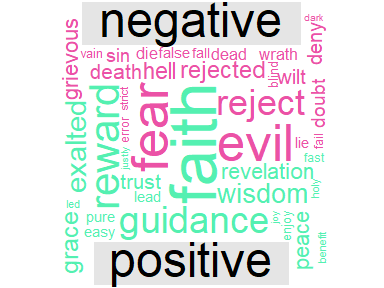 negative
dark
grievous
vain sin die false fall dead wrath deny
death hell rejected blind wilt
exalted reward error strict fear faith reject doubt
evil lie fail
justly fast
trust revelation
lead wisdom holy
led pure guidance joy enjoy peace
grace easy benefit
positive